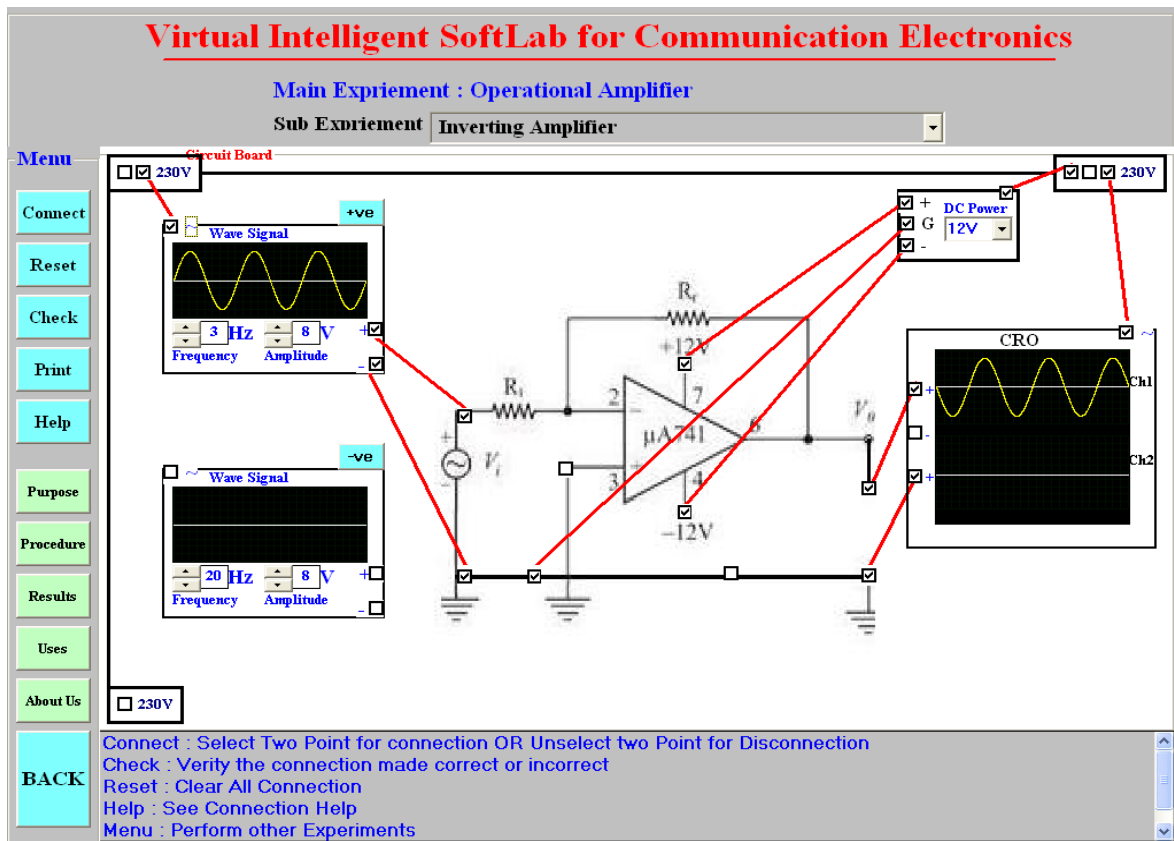 Virtual Intelligent SoftLab for Communication Electronics
Main Expriement : Operational Amplifier
Sub Expriement Inverting Amplifier
Menu
Connect
Reset
Check
Print
Help
Purpose
Procedure
Results
Uses
About Us
BACK
Circuit Board
230V
+ve
~
Wave Signal
3 Hz 8 V
Frequency Amplitude
+
-
-ve
~
Wave Signal
20 Hz 8 V
Frequency Amplitude
+
-
230V
230V
+ DC Power
G 12V
-
Rf
+12V
R1
2 − 7
μA741 6
3 + 4
−12V
+
Vi
−
V0
~
CRO
+ Ch1
-
Ch2
+
Connect : Select Two Point for connection OR Unselect two Point for Disconnection
Check : Verify the connection made correct or incorrect
Reset : Clear All Connection
Help : See Connection Help
Menu : Perform other Experiments